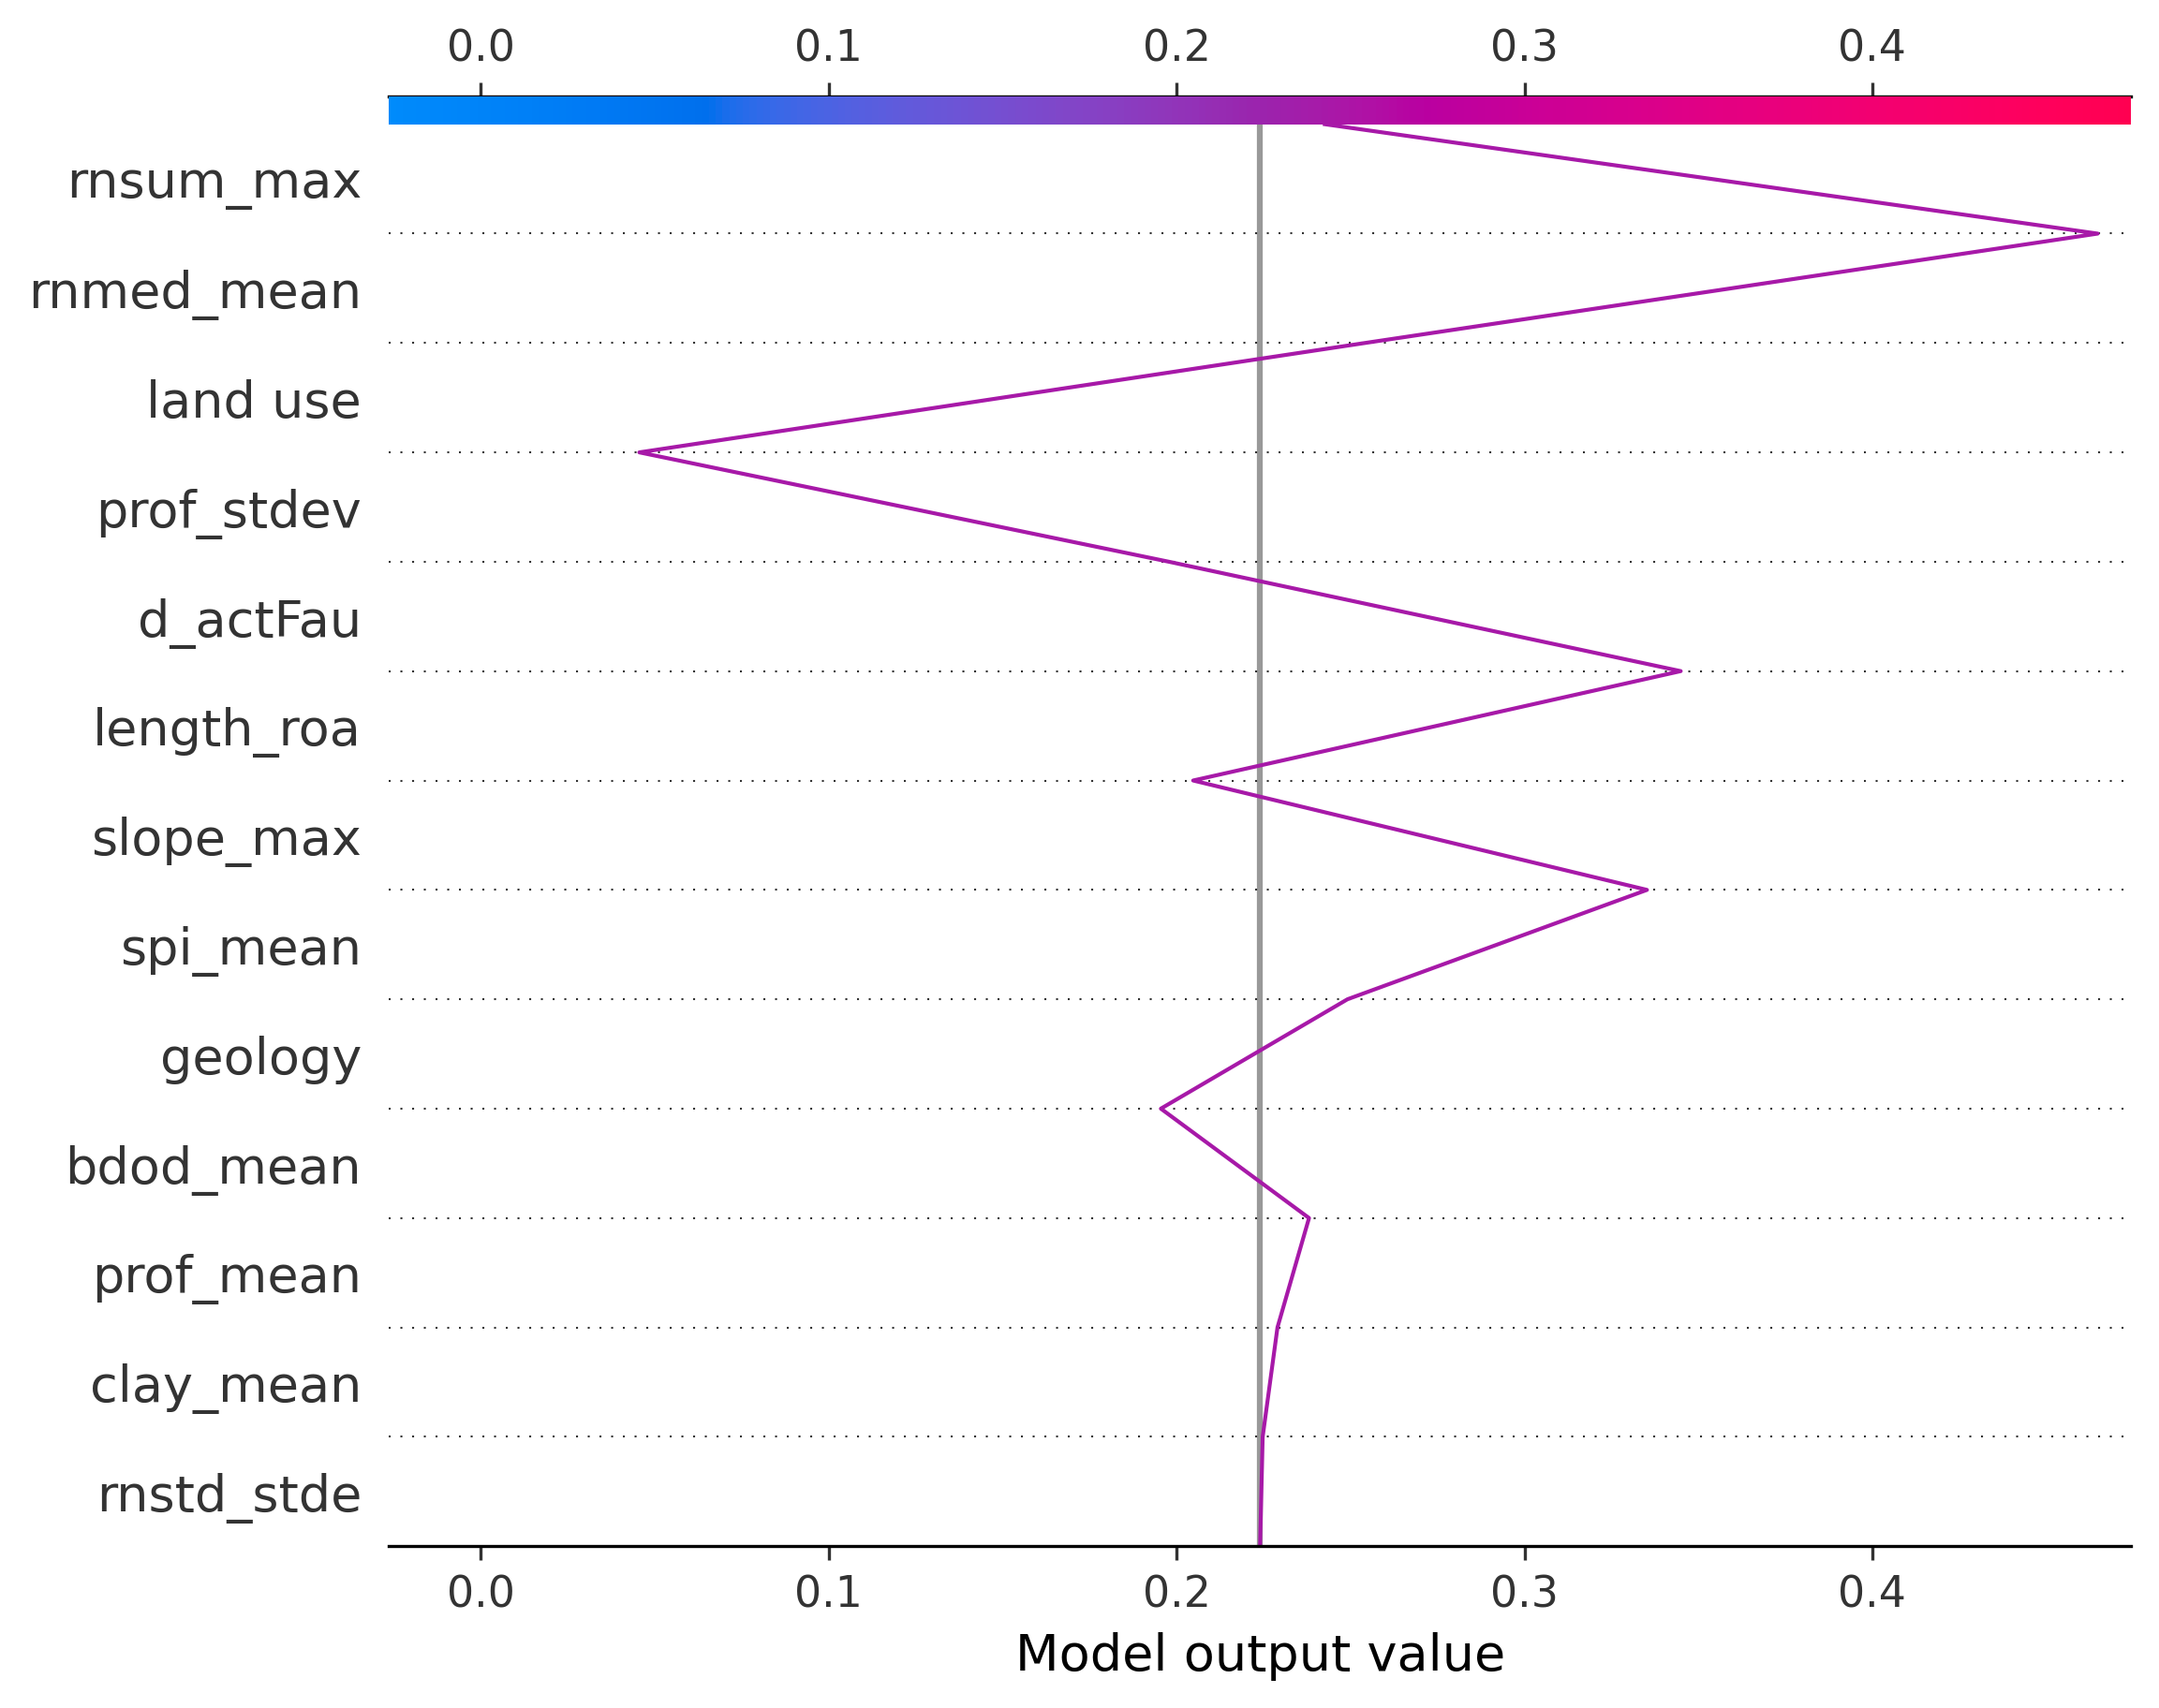 0.0 0.1 0.2 0.3 0.4
rnsum_max
rnmed_mean
land use
prof_stdev
d_actFau
length_roa
slope_max
spi_mean
geology
bdod_mean
prof_mean
clay_mean
rnstd_stde
0.0 0.1 0.2 0.3 0.4
Model output value